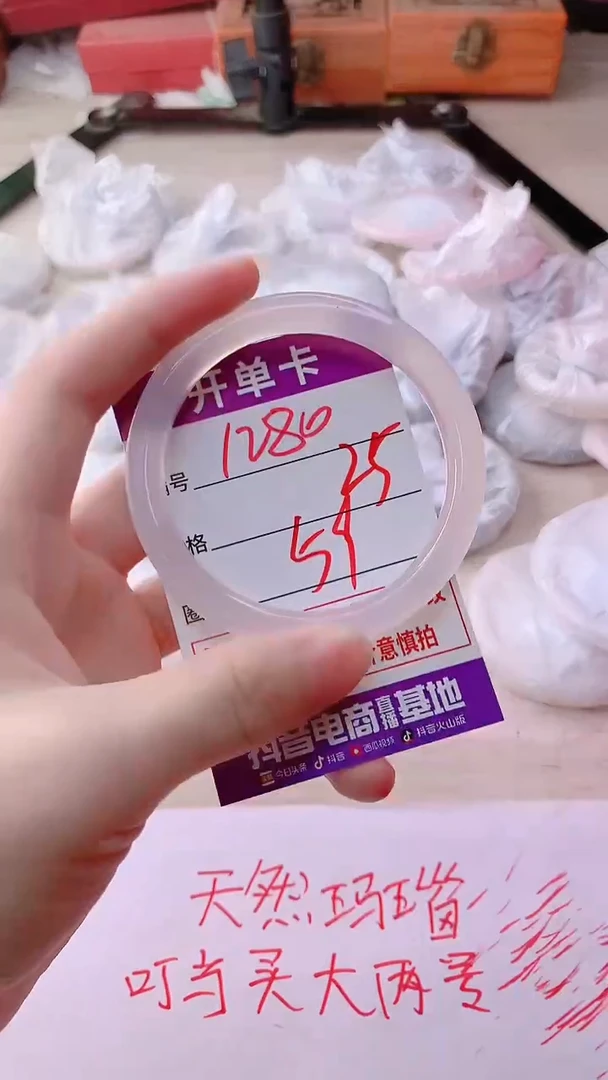 开单卡
号 1280
格 25
圈 59
意慎拍
抖音电商直播基地
今日头条 抖音 西瓜视频 抖音火山版
天然玛瑙
叮当买大两号